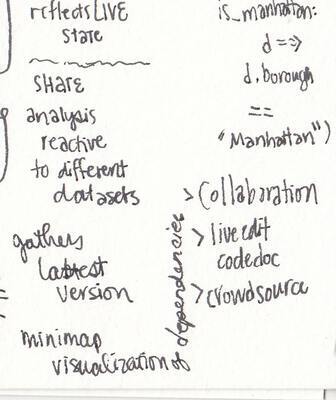 reflects LIVE
state
SHARE
analysis
reactive
to different
datasets
gathers
latest
version
minimap
visualization of
dependencies
is_manhattan:
d =>
d.borough
==
"Manhattan")
> Collaboration
> live edit
codedoc
> crowdsource